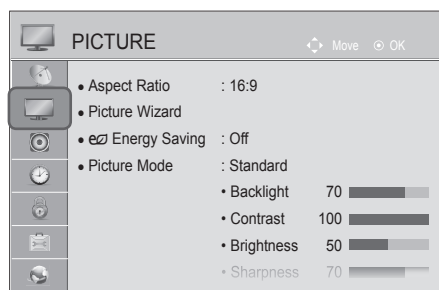 PICTURE Move OK
• Aspect Ratio : 16:9
• Picture Wizard
• Energy Saving : Off
• Picture Mode : Standard
• Backlight 70
• Contrast 100
• Brightness 50
• Sharpness 70